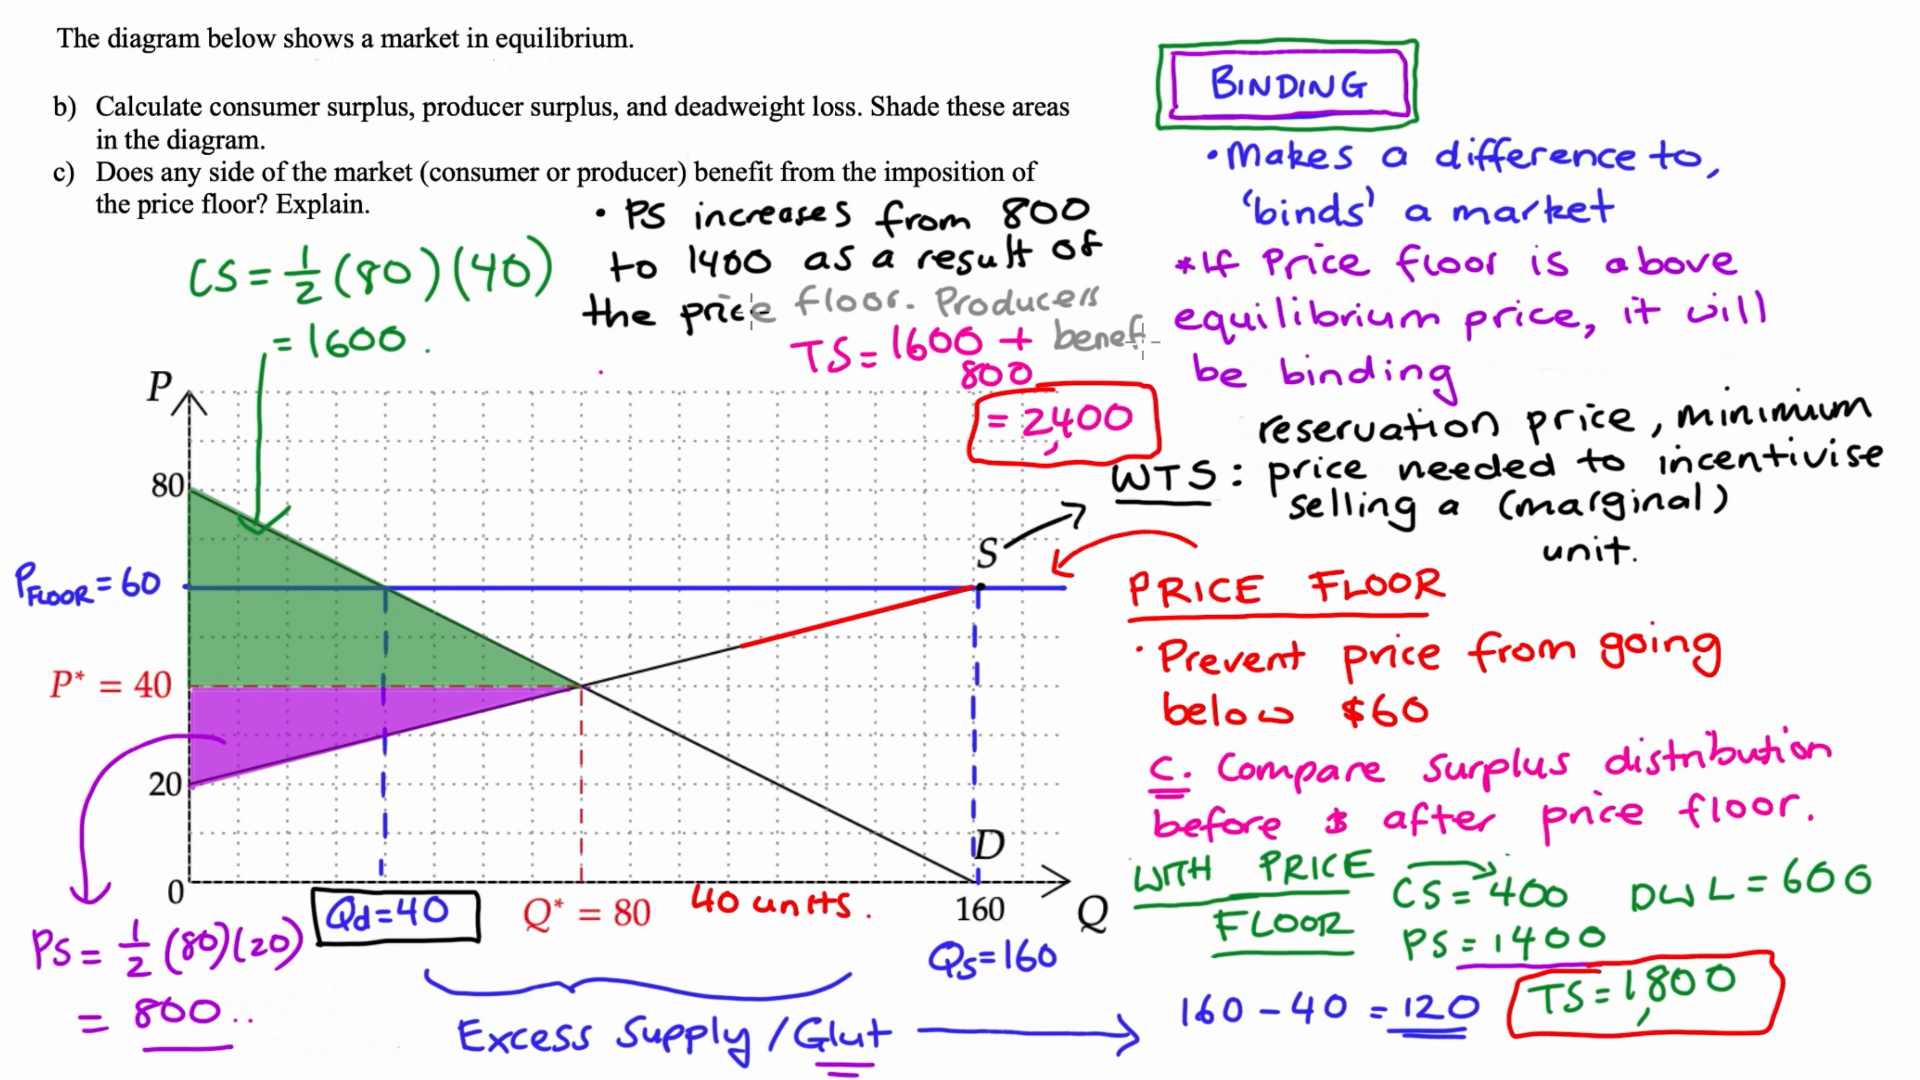 The diagram below shows a market in equilibrium.
b) Calculate consumer surplus, producer surplus, and deadweight loss. Shade these areas
in the diagram.
c) Does any side of the market (consumer or producer) benefit from the imposition of
the price floor? Explain.
• PS increases from 800
to 1400 as a result of
the price floor. Producers
benef
CS = 1/2 (80)(40)
= 1600.
TS = 1600 +
800
= 2,400
BINDING
• Makes a difference to,
'binds' a market
*If Price floor is above
equilibrium price, it will
be binding
WTS: reservation price, minimum
price needed to incentivise
selling a (marginal)
unit.
PRICE FLOOR
• Prevent price from going
below $60
C. Compare surplus distribution
before & after price floor.
WITH PRICE
FLOOR
CS = 400
PS = 1400
DWL = 600
TS = 1,800
P
80
P FLOOR = 60
P* = 40
20
0
S
D
Qd = 40
Q* = 80
40 units.
160
Q
Qs = 160
PS = 1/2 (80)(20)
= 800..
Excess Supply / Glut
160 - 40 = 120